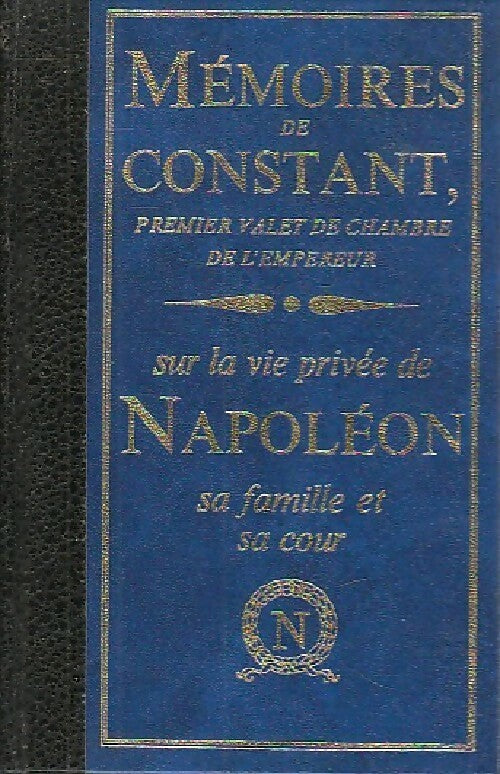 MÉMOIRES
DE
CONSTANT,
PREMIER VALET DE CHAMBRE
DE L'EMPEREUR
sur la vie privée de
NAPOLÉON
sa famille et
sa cour
N